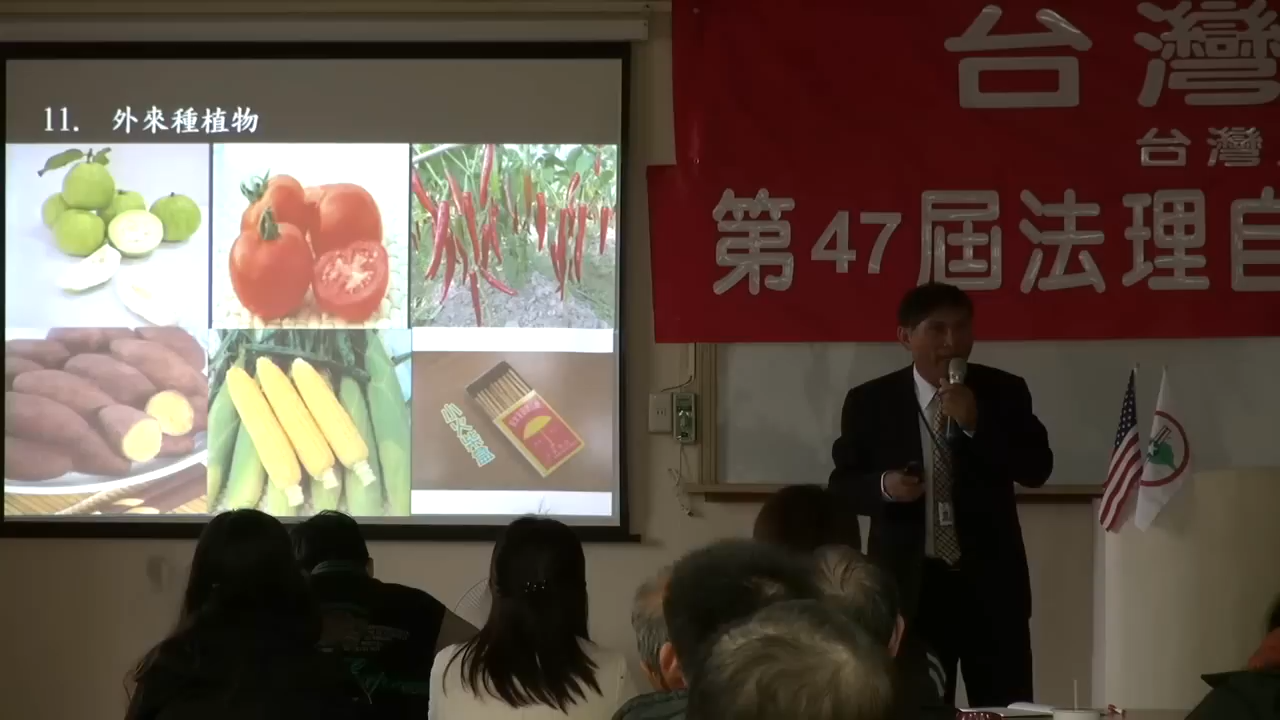 11. 外來種植物
小火柴盒
台灣
台灣
第47屆法理自